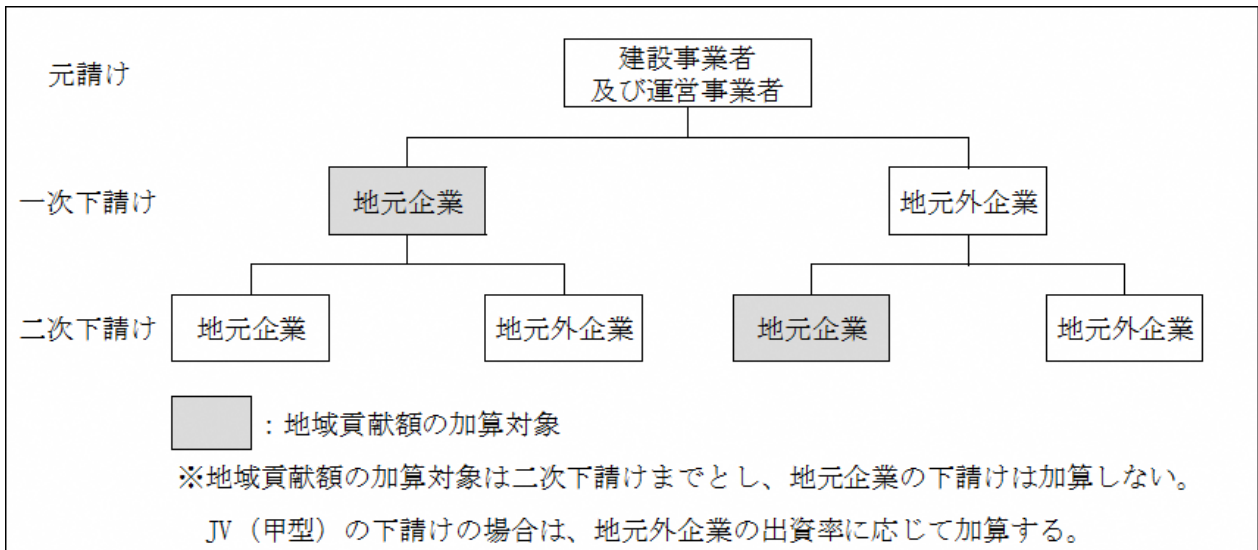 元請け
建設事業者
及び運営事業者
一次下請け
地元企業
地元外企業
二次下請け
地元企業
地元外企業
地元企業
地元外企業
：地域貢献額の加算対象
※地域貢献額の加算対象は二次下請けまでとし、地元企業の下請けは加算しない。
JV（甲型）の下請けの場合は、地元外企業の出資率に応じて加算する。